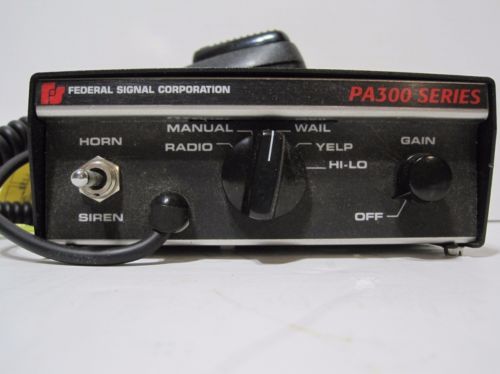 FEDERAL SIGNAL CORPORATION
PA300 SERIES
HORN
MANUAL
WAIL
GAIN
RADIO
YELP
HI-LO
SIREN
OFF